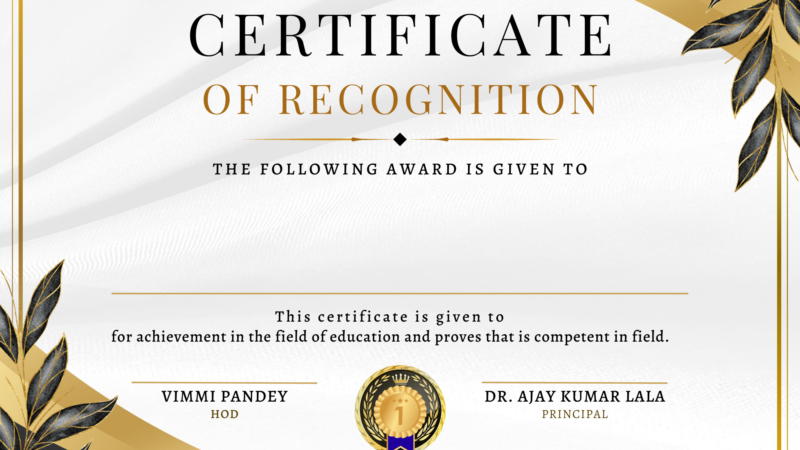 CERTIFICATE
OF RECOGNITION
THE FOLLOWING AWARD IS GIVEN TO
This certificate is given to
for achievement in the field of education and proves that is competent in field.
VIMMI PANDEY
HOD
1
DR. AJAY KUMAR LALA
PRINCIPAL